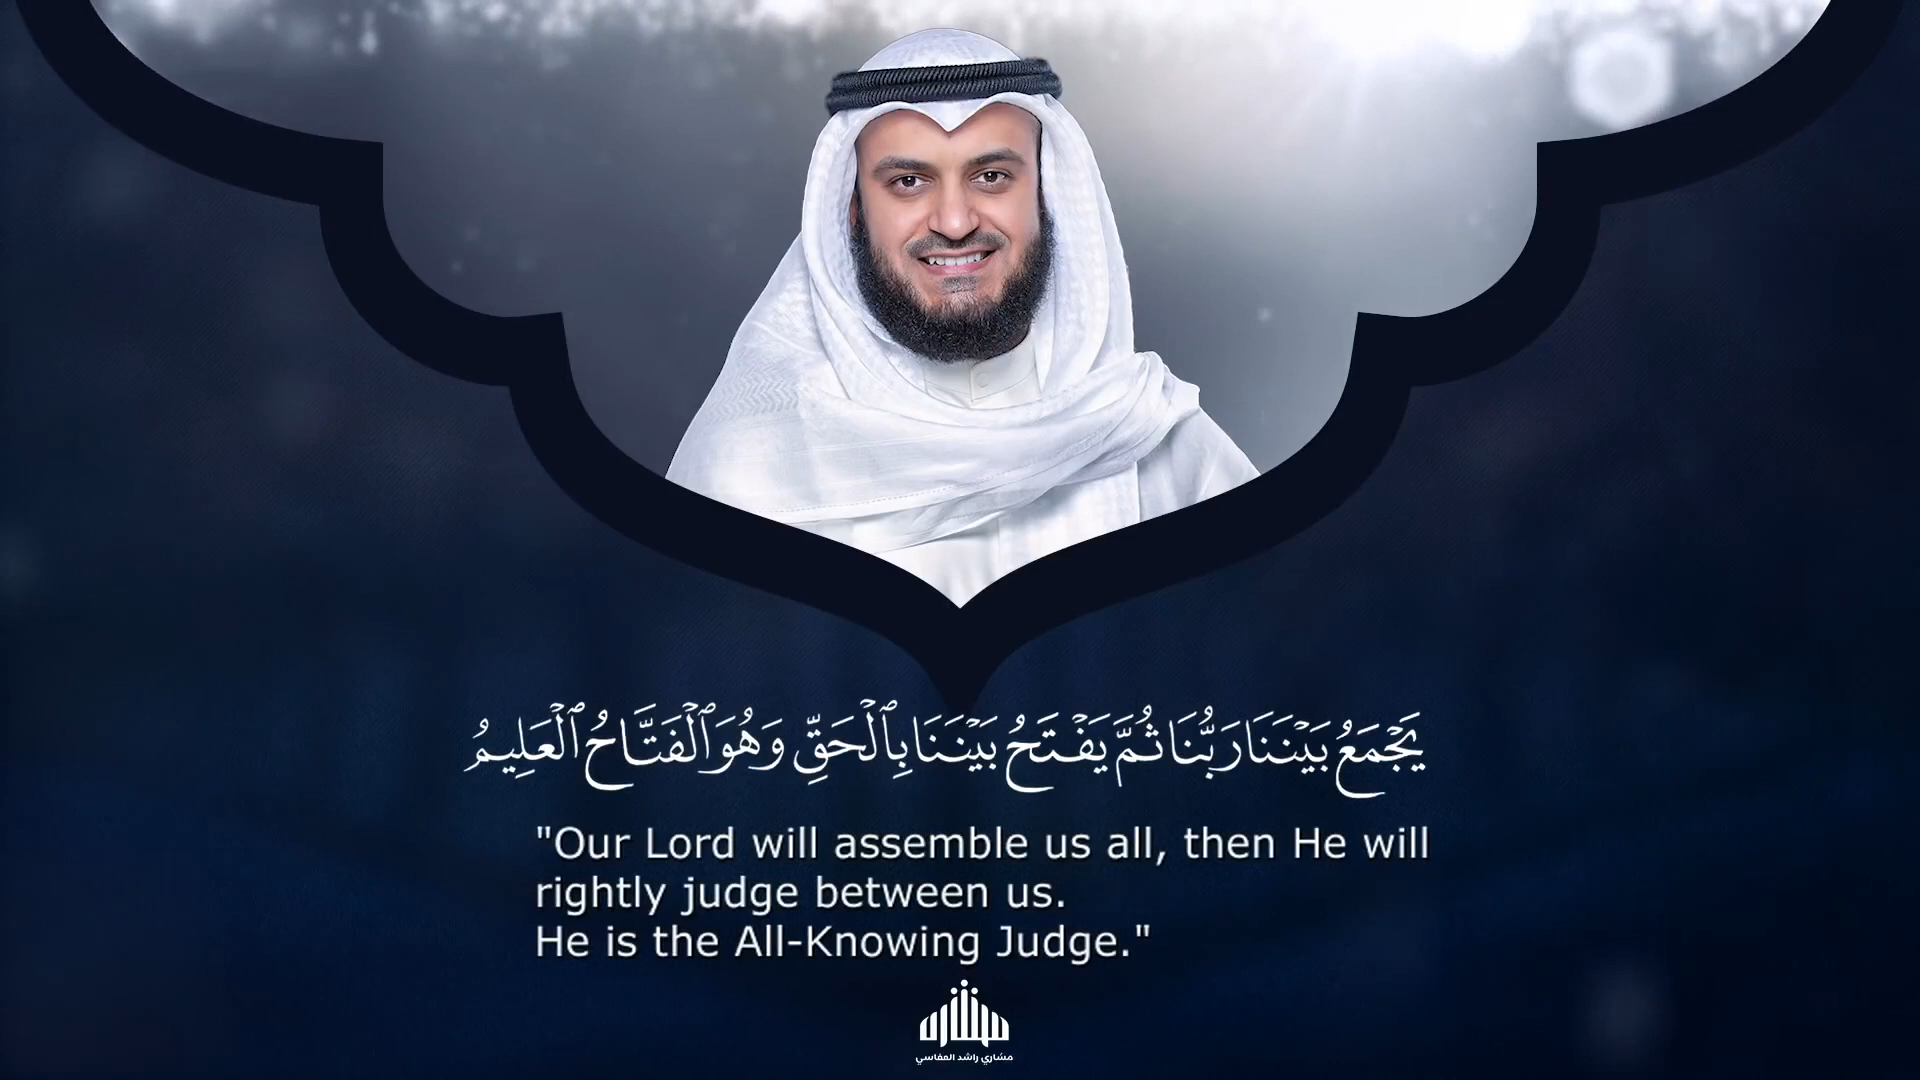 يَجْمَعُ بَيْنَنَا رَبُّنَا ثُمَّ يَفْتَحُ بَيْنَنَا بِٱلْحَقِّ وَهُوَ ٱلْفَتَّاحُ ٱلْعَلِيمُ
"Our Lord will assemble us all, then He will
rightly judge between us.
He is the All-Knowing Judge."
مشاري راشد العفاسي